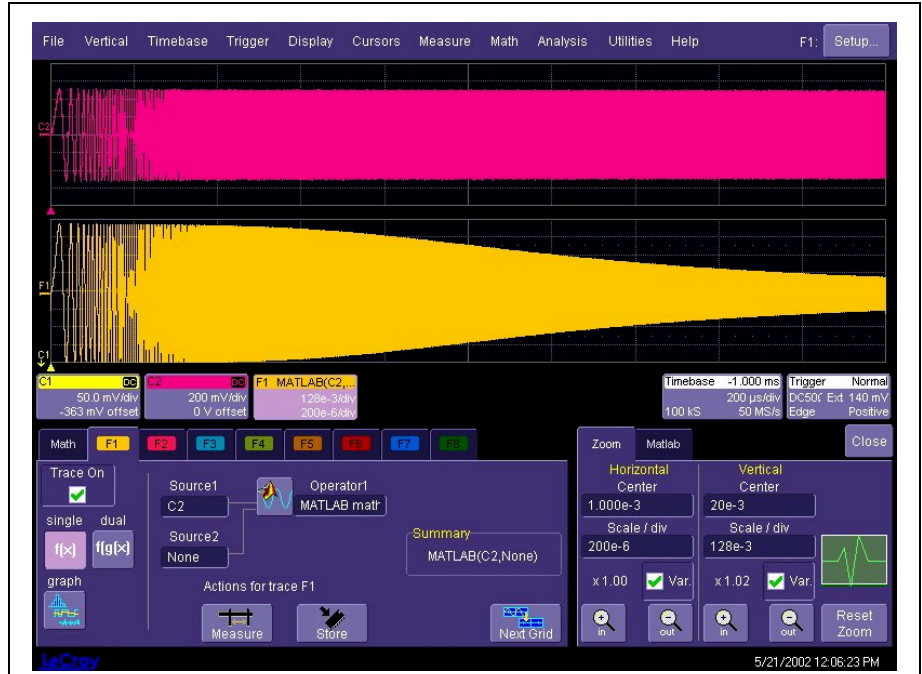 File Vertical Timebase Trigger Display Cursors Measure Math Analysis Utilities Help F1: Setup...
C2
F1
C1
C1 DC C2 DC F1 MATLAB(C2,... Timebase -1.000 ms Trigger Normal
50.0 mV/div 200 mV/div 128e-3/div 200 µs/div DC50( Ext 140 mV
-363 mV offset 0 V offset 200e-6/div 100 kS 50 MS/s Edge Positive
Math F1 F2 F3 F4 F5 F6 F7 F8 Zoom Matlab Close
Trace On Horizontal Vertical
Source1 Operator1 Center Center
C2 MATLAB matł 1.000e-3 20e-3
single dual Source2 Summary Scale / div Scale / div
f(x) f(g(x)) None MATLAB(C2,None) 200e-6 128e-3
graph Actions for trace F1 x 1.00 Var. x 1.02 Var.
Measure Store Next Grid in out in out Reset Zoom
LeCroy 5/21/2002 12:06:23 PM